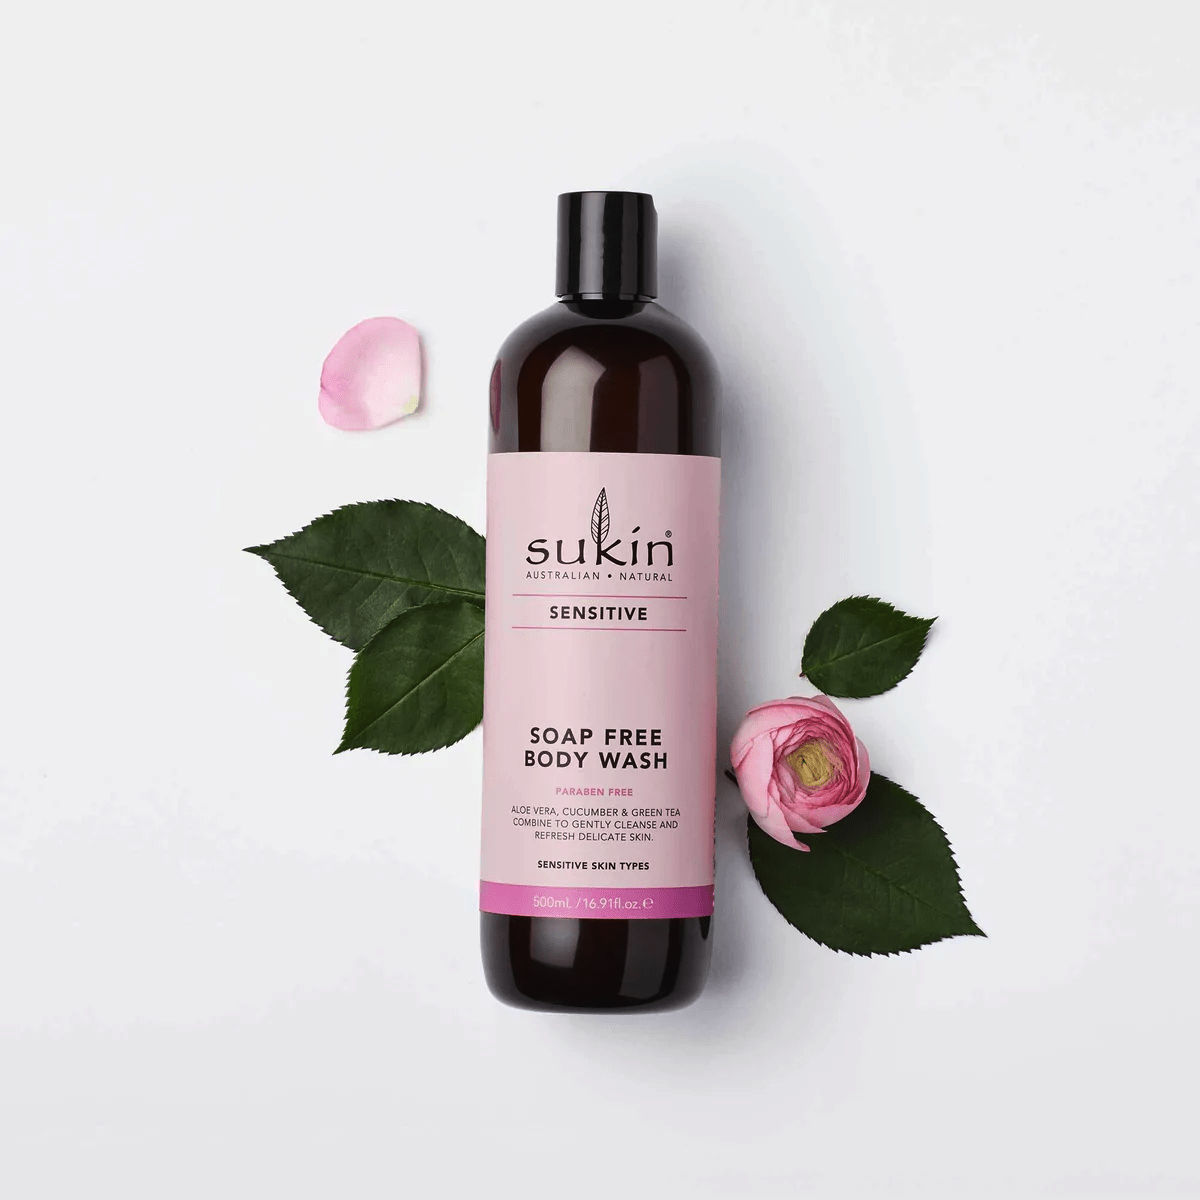 sukin®
AUSTRALIAN • NATURAL
SENSITIVE
SOAP FREE
BODY WASH
PARABEN FREE
ALOE VERA, CUCUMBER & GREEN TEA
COMBINE TO GENTLY CLEANSE AND
REFRESH DELICATE SKIN.
SENSITIVE SKIN TYPES
500mL /16.91fl.oz.℮